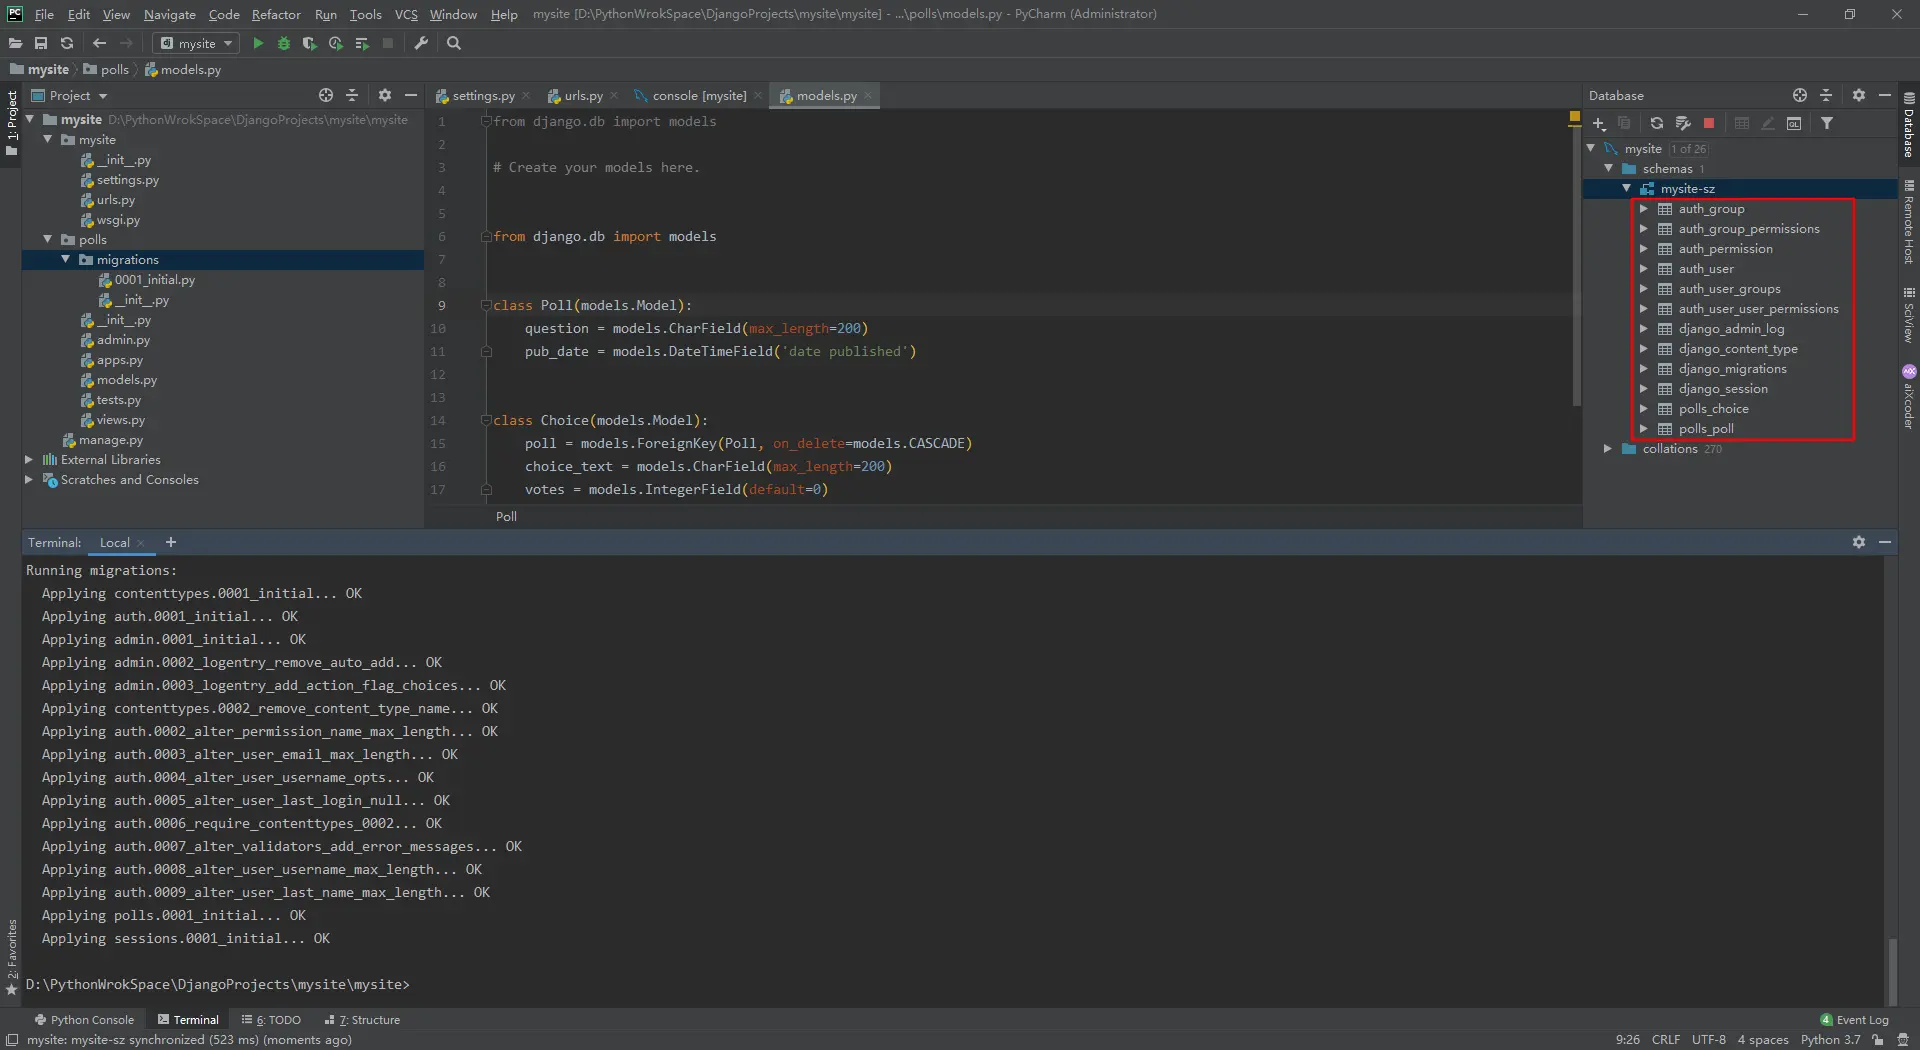 PC File Edit View Navigate Code Refactor Run Tools VCS Window Help mysite [D:\PythonWrokSpace\DjangoProjects\mysite\mysite] - ...\polls\models.py - PyCharm (Administrator)
mysite
mysite polls models.py
1: Project
Project
mysite D:\PythonWrokSpace\DjangoProjects\mysite\mysite
mysite
__init__.py
settings.py
urls.py
wsgi.py
polls
migrations
0001_initial.py
__init__.py
__init__.py
admin.py
apps.py
models.py
tests.py
views.py
manage.py
External Libraries
Scratches and Consoles
settings.py urls.py console [mysite] models.py
1 from django.db import models
2
3 # Create your models here.
4
5
6 from django.db import models
7
8
9 class Poll(models.Model):
10 question = models.CharField(max_length=200)
11 pub_date = models.DateTimeField('date published')
12
13
14 class Choice(models.Model):
15 poll = models.ForeignKey(Poll, on_delete=models.CASCADE)
16 choice_text = models.CharField(max_length=200)
17 votes = models.IntegerField(default=0)
Poll
Database
QL
mysite 1 of 26
schemas 1
mysite-sz
auth_group
auth_group_permissions
auth_permission
auth_user
auth_user_groups
auth_user_user_permissions
django_admin_log
django_content_type
django_migrations
django_session
polls_choice
polls_poll
collations 270
Database
Remote Host
SciView
aiXcoder
Terminal: Local
Running migrations:
Applying contenttypes.0001_initial... OK
Applying auth.0001_initial... OK
Applying admin.0001_initial... OK
Applying admin.0002_logentry_remove_auto_add... OK
Applying admin.0003_logentry_add_action_flag_choices... OK
Applying contenttypes.0002_remove_content_type_name... OK
Applying auth.0002_alter_permission_name_max_length... OK
Applying auth.0003_alter_user_email_max_length... OK
Applying auth.0004_alter_user_username_opts... OK
Applying auth.0005_alter_user_last_login_null... OK
Applying auth.0006_require_contenttypes_0002... OK
Applying auth.0007_alter_validators_add_error_messages... OK
Applying auth.0008_alter_user_username_max_length... OK
Applying auth.0009_alter_user_last_name_max_length... OK
Applying polls.0001_initial... OK
Applying sessions.0001_initial... OK
D:\PythonWrokSpace\DjangoProjects\mysite\mysite>
2: Favorites
Python Console Terminal 6: TODO 7: Structure 4 Event Log
mysite: mysite-sz synchronized (523 ms) (moments ago) 9:26 CRLF UTF-8 4 spaces Python 3.7